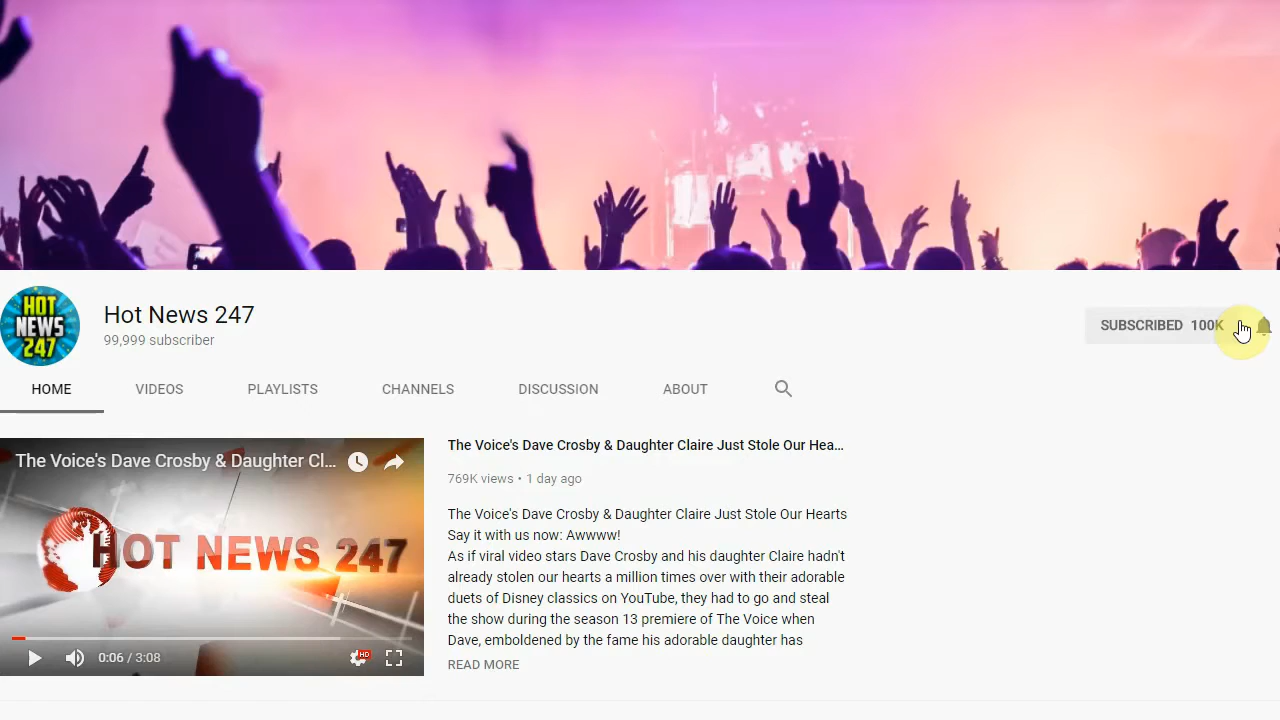 HOT
NEWS
247
Hot News 247
99,999 subscriber
SUBSCRIBED 100K
HOME
VIDEOS
PLAYLISTS
CHANNELS
DISCUSSION
ABOUT
The Voice's Dave Crosby & Daughter Cl...
HOT NEWS 247
0:06 / 3:08
HD
The Voice's Dave Crosby & Daughter Claire Just Stole Our Hea...
769K views • 1 day ago
The Voice's Dave Crosby & Daughter Claire Just Stole Our Hearts
Say it with us now: Awwww!
As if viral video stars Dave Crosby and his daughter Claire hadn't
already stolen our hearts a million times over with their adorable
duets of Disney classics on YouTube, they had to go and steal
the show during the season 13 premiere of The Voice when
Dave, emboldened by the fame his adorable daughter has
READ MORE